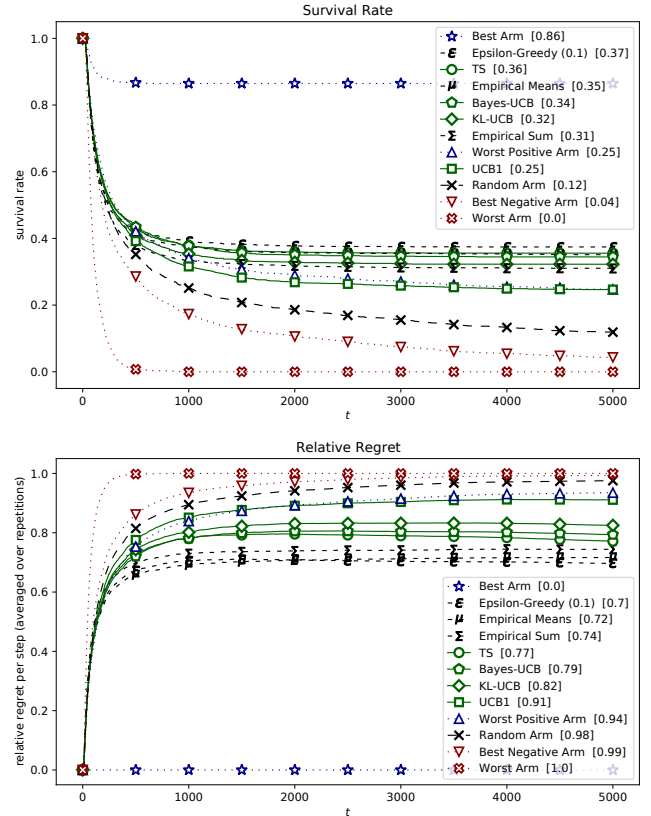 Survival Rate
1.0
0.8
0.6
0.4
0.2
0.0
survival rate
Best Arm [0.86]
Epsilon-Greedy (0.1) [0.37]
TS [0.36]
Empirical Means [0.35]
Bayes-UCB [0.34]
KL-UCB [0.32]
Empirical Sum [0.31]
Worst Positive Arm [0.25]
UCB1 [0.25]
Random Arm [0.12]
Best Negative Arm [0.04]
Worst Arm [0.0]
0 1000 2000 3000 4000 5000
t
Relative Regret
1.0
0.8
0.6
0.4
0.2
0.0
relative regret per step (averaged over repetitions)
Best Arm [0.0]
Epsilon-Greedy (0.1) [0.7]
Empirical Means [0.72]
Empirical Sum [0.74]
TS [0.77]
Bayes-UCB [0.79]
KL-UCB [0.82]
UCB1 [0.91]
Worst Positive Arm [0.94]
Random Arm [0.98]
Best Negative Arm [0.99]
Worst Arm [1.0]
0 1000 2000 3000 4000 5000
t